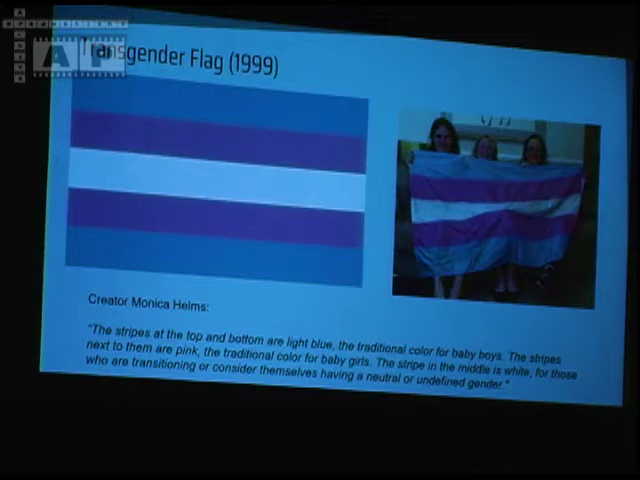 Transgender Flag (1999)
Creator Monica Helms:
"The stripes at the top and bottom are light blue, the traditional color for baby boys. The stripes
next to them are pink, the traditional color for baby girls. The stripe in the middle is white, for those
who are transitioning or consider themselves having a neutral or undefined gender."